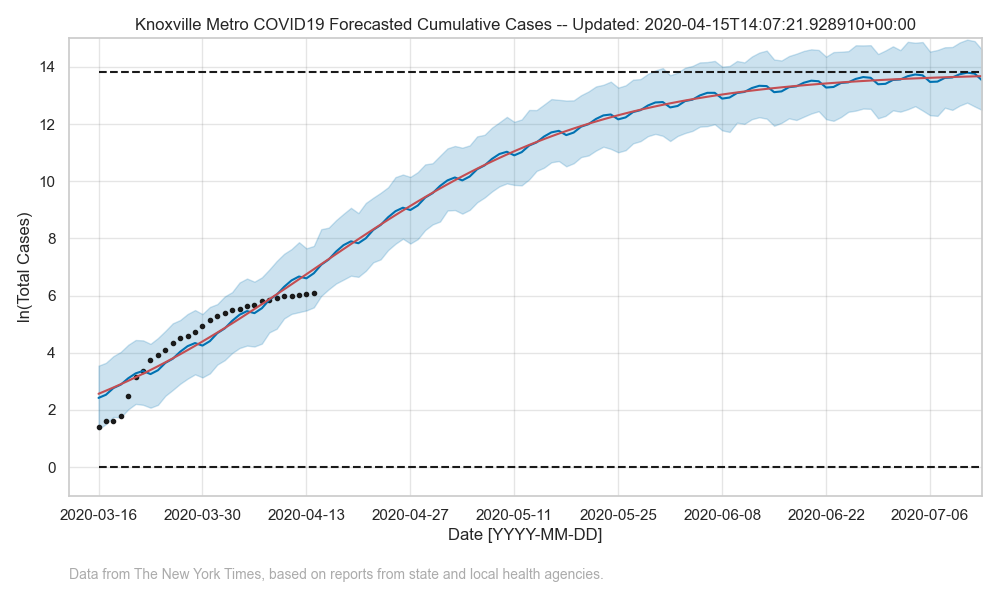 Knoxville Metro COVID19 Forecasted Cumulative Cases -- Updated: 2020-04-15T14:07:21.928910+00:00
ln(Total Cases)
14
12
10
8
6
4
2
0
2020-03-16 2020-03-30 2020-04-13 2020-04-27 2020-05-11 2020-05-25 2020-06-08 2020-06-22 2020-07-06
Date [YYYY-MM-DD]
Data from The New York Times, based on reports from state and local health agencies.